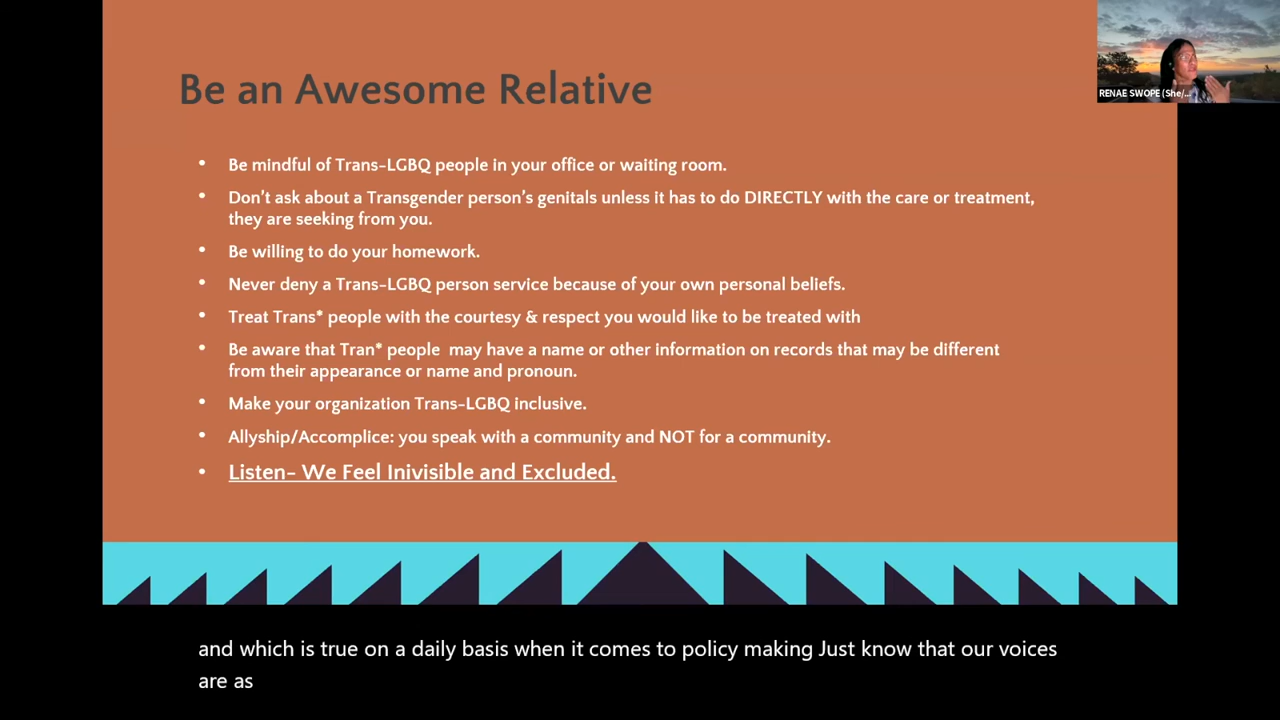 Be an Awesome Relative
RENAE SWOPE (She/...
• Be mindful of Trans-LGBQ people in your office or waiting room.
• Don't ask about a Transgender person's genitals unless it has to do DIRECTLY with the care or treatment,
they are seeking from you.
• Be willing to do your homework.
• Never deny a Trans-LGBQ person service because of your own personal beliefs.
• Treat Trans* people with the courtesy & respect you would like to be treated with
• Be aware that Tran* people  may have a name or other information on records that may be different
from their appearance or name and pronoun.
• Make your organization Trans-LGBQ inclusive.
• Allyship/Accomplice: you speak with a community and NOT for a community.
• Listen- We Feel Inivisible and Excluded.
and which is true on a daily basis when it comes to policy making Just know that our voices
are as